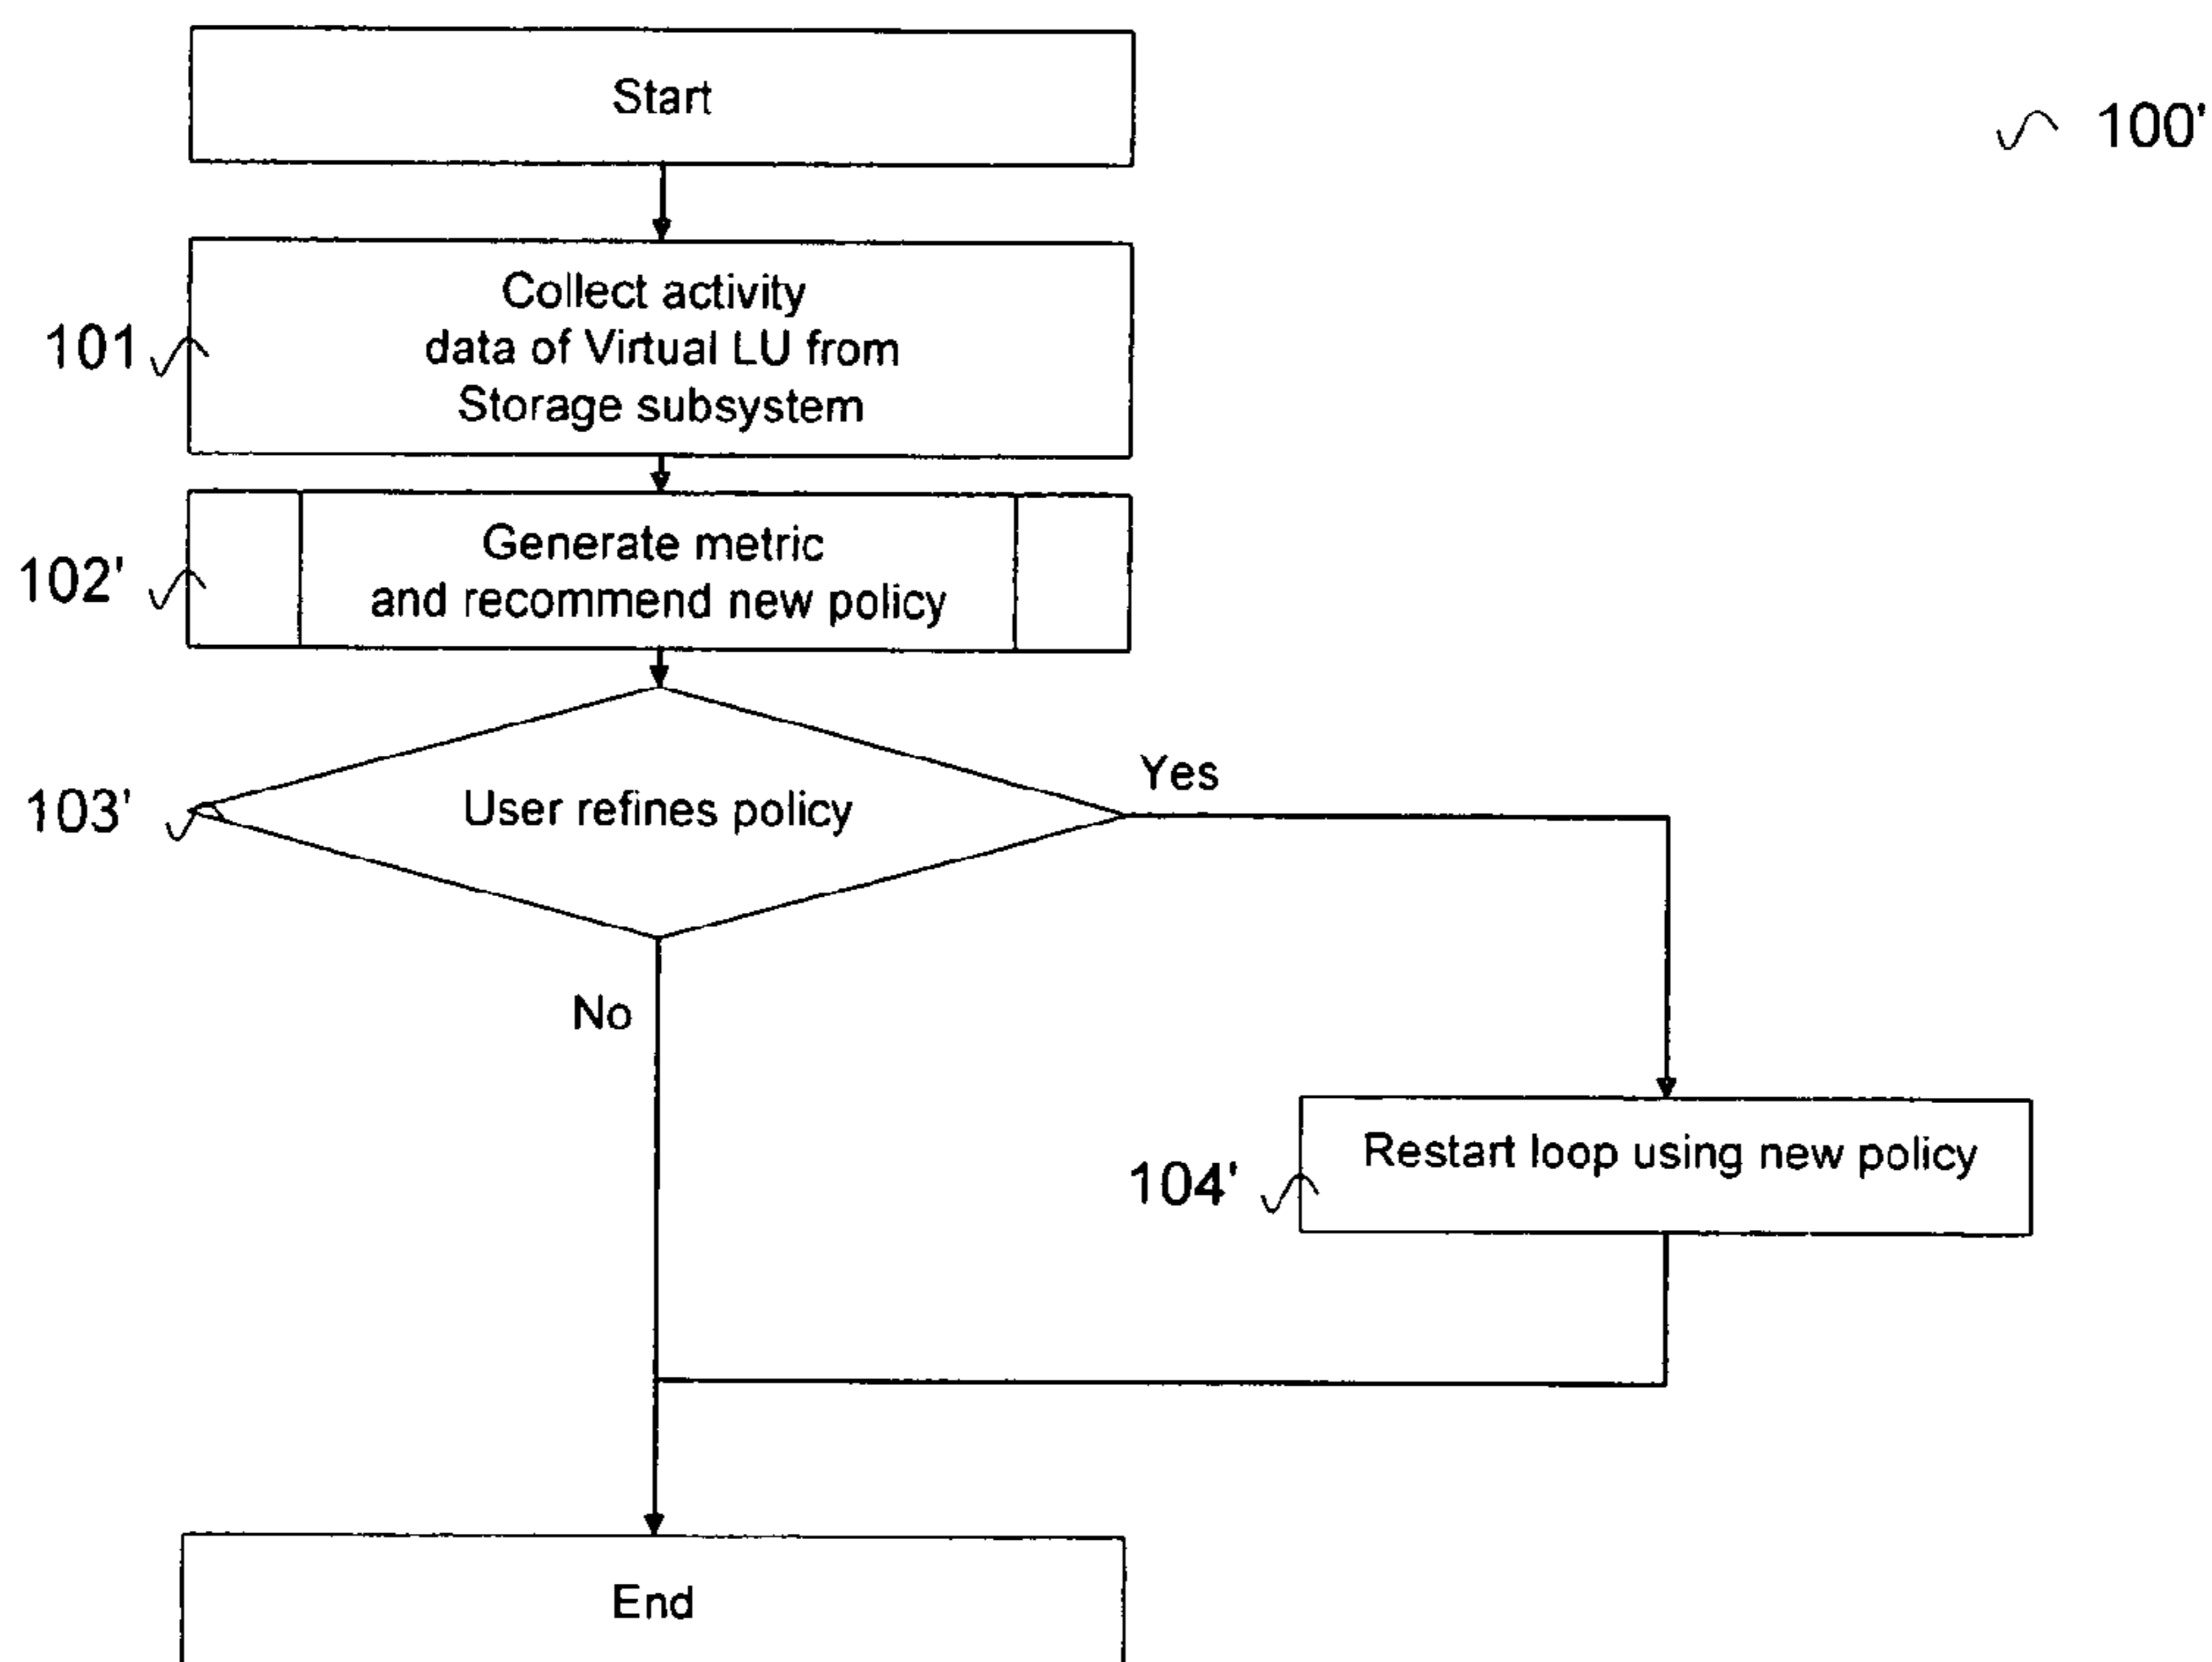 Start
100'
101
Collect activity
data of Virtual LU from
Storage subsystem
102'
Generate metric
and recommend new policy
103'
User refines policy
Yes
No
104'
Restart loop using new policy
End